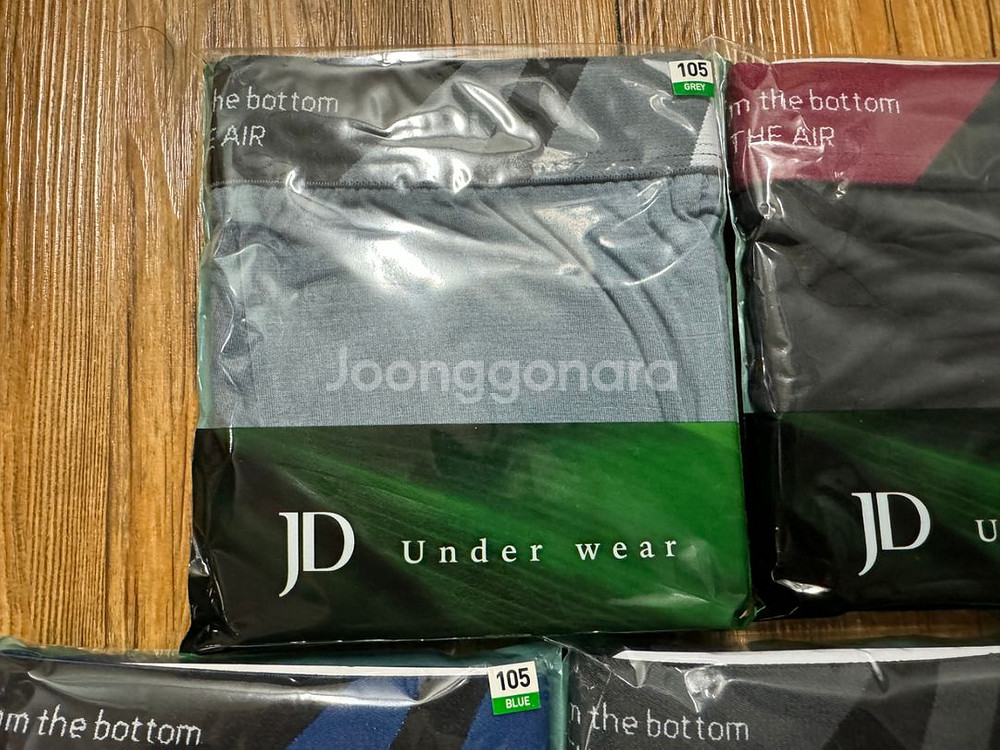 he bottom
AIR
105
GREY
the bottom
THE AIR
Joonggonara
JD
Under wear
JD
U
105
BLUE
the bottom
the bottom